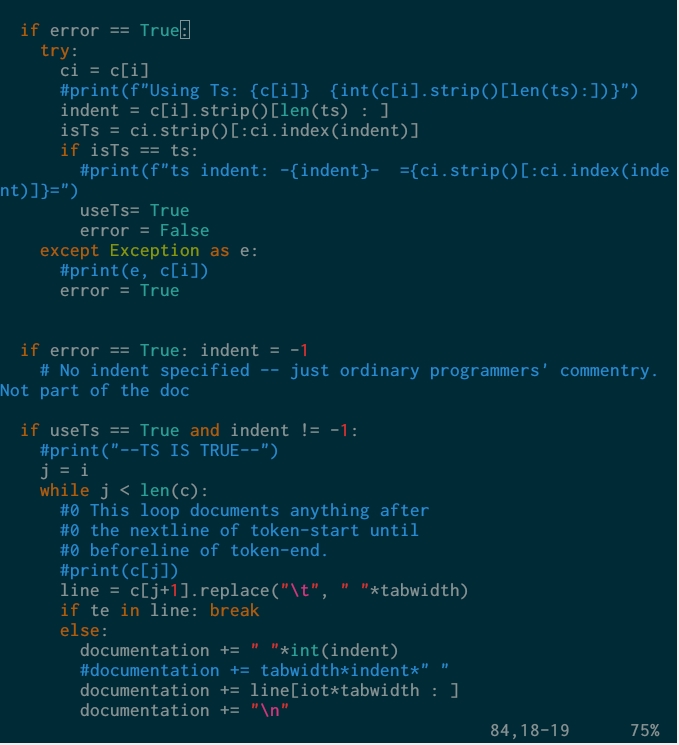 if error == True:
try:
ci = c[i]
#print(f"Using Ts: {c[i]}  {int(c[i].strip()[len(ts):])}")
indent = c[i].strip()[len(ts) : ]
isTs = ci.strip()[:ci.index(indent)]
if isTs == ts:
#print(f"ts indent: -{indent}-  ={ci.strip()[:ci.index(inde
nt)]}=")
useTs= True
error = False
except Exception as e:
#print(e, c[i])
error = True
if error == True: indent = -1
# No indent specified -- just ordinary programmers' commentry.
Not part of the doc
if useTs == True and indent != -1:
#print("--TS IS TRUE--")
j = i
while j < len(c):
#0 This loop documents anything after
#0 the nextline of token-start until
#0 beforeline of token-end.
#print(c[j])
line = c[j+1].replace("\t", " "*tabwidth)
if te in line: break
else:
documentation += " "*int(indent)
#documentation += tabwidth*indent*" "
documentation += line[iot*tabwidth : ]
documentation += "\n"
84,18-19 75%